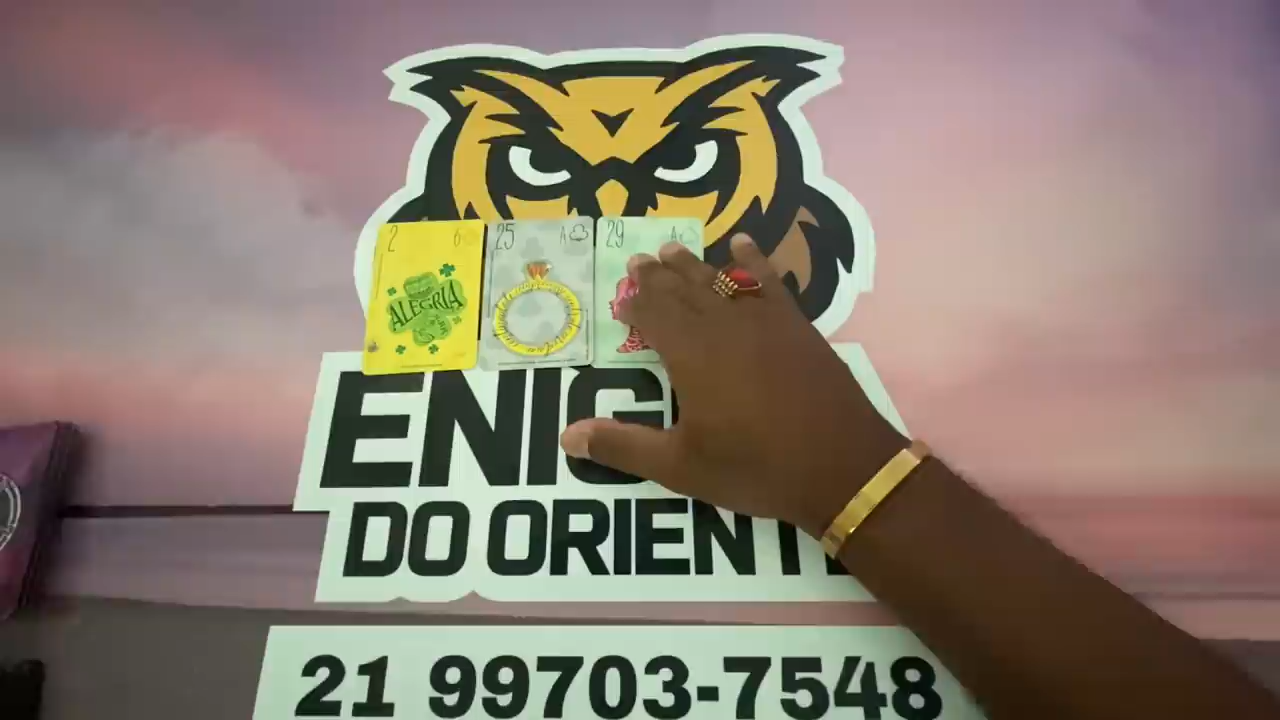 2 6
25 A
29 A
ALEGRIA
ENIG
DO ORIENT
21 99703-7548